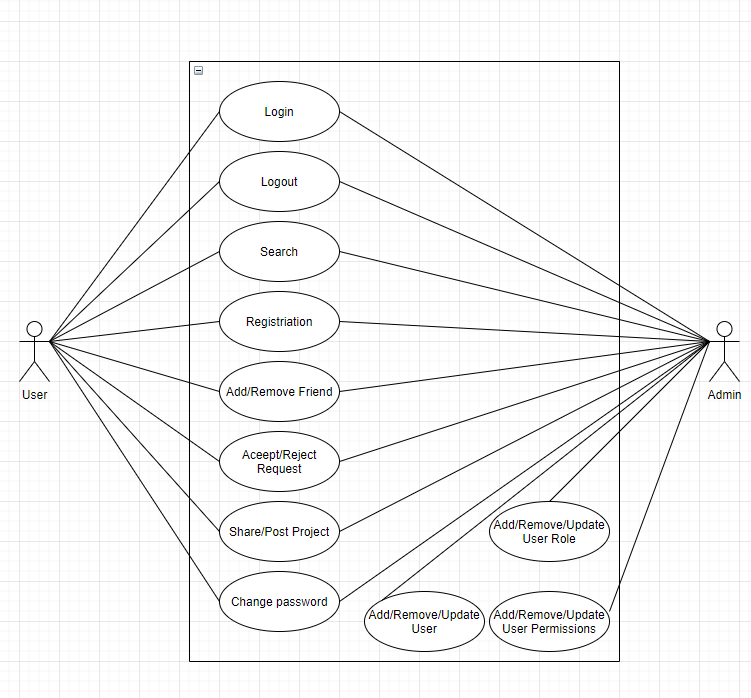 Login
Logout
Search
Registriation
User
Admin
Add/Remove Friend
Aceept/Reject
Request
Share/Post Project
Add/Remove/Update
User Role
Change password
Add/Remove/Update
User
Add/Remove/Update
User Permissions